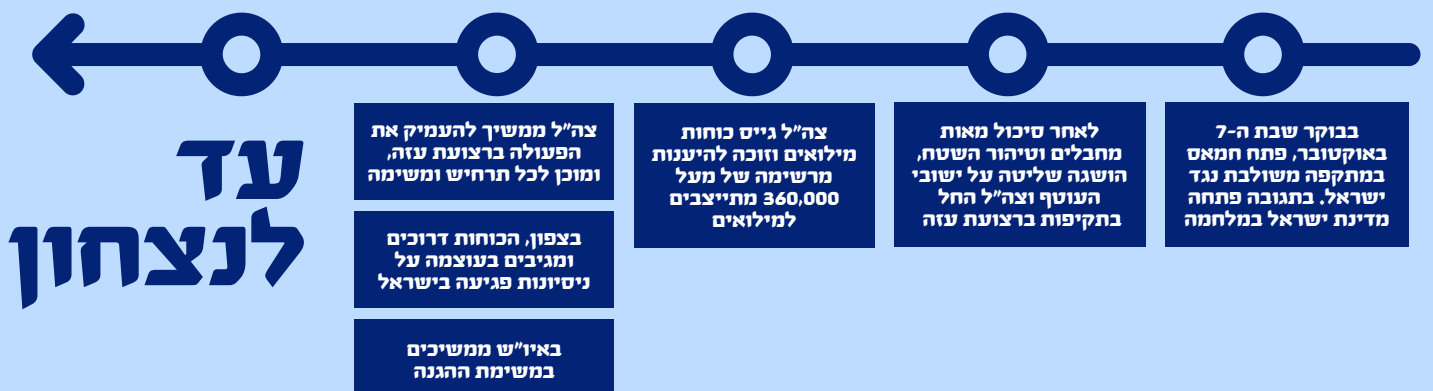 בבוקר שבת ה-7
באוקטובר, פתח חמאס
במתקפה משולבת נגד
ישראל. בתגובה פתחה
מדינת ישראל במלחמה
לאחר סיכול מאות
מחבלים וטיהור השטח,
הושגה שליטה על ישובי
העוטף וצה"ל החל
בתקיפות ברצועת עזה
צה"ל גייס כוחות
מילואים וזוכה להיענות
מרשימה של מעל
360,000 מתייצבים
למילואים
צה"ל ממשיך להעמיק את
הפעולה ברצועת עזה,
ומוכן לכל תרחיש ומשימה
בצפון, הכוחות דרוכים
ומגיבים בעוצמה על
ניסיונות פגיעה בישראל
באיו"ש ממשיכים
במשימת ההגנה
עד
לנצחון